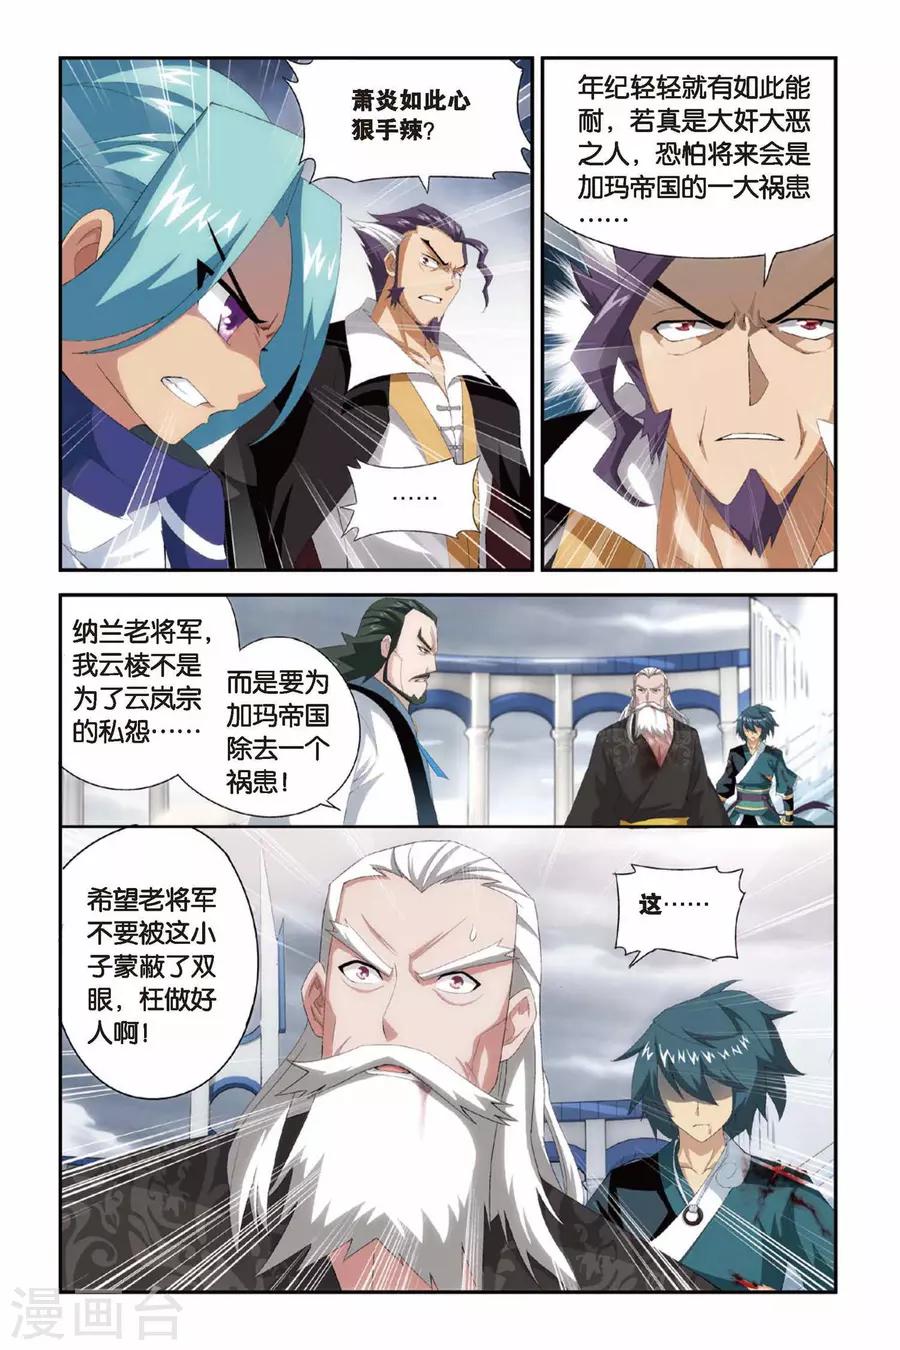 萧炎如此心
狠手辣？
……
年纪轻轻就有如此能
耐，若真是大奸大恶
之人，恐怕将来会是
加玛帝国的一大祸患
……
纳兰老将军，
我云棱不是
为了云岚宗
的私怨……
而是要为
加玛帝国
除去一个
祸患！
希望老将军
不要被这小
子蒙蔽了双
眼，枉做好
人啊！
这……
漫画台